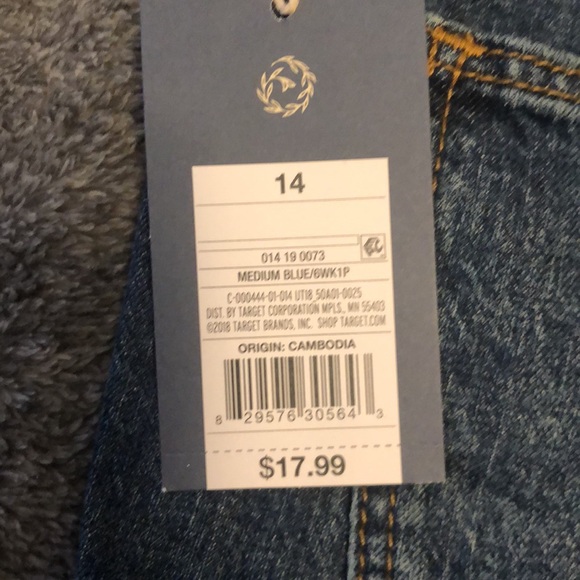 14
014 19 0073
MEDIUM BLUE/6WK1P
C-000444-01-014 UT18 50A01-0025
DIST. BY TARGET CORPORATION MPLS., MN 55403
©2018 TARGET BRANDS, INC. SHOP TARGET.COM
ORIGIN: CAMBODIA
8 29576 30564 3
$17.99